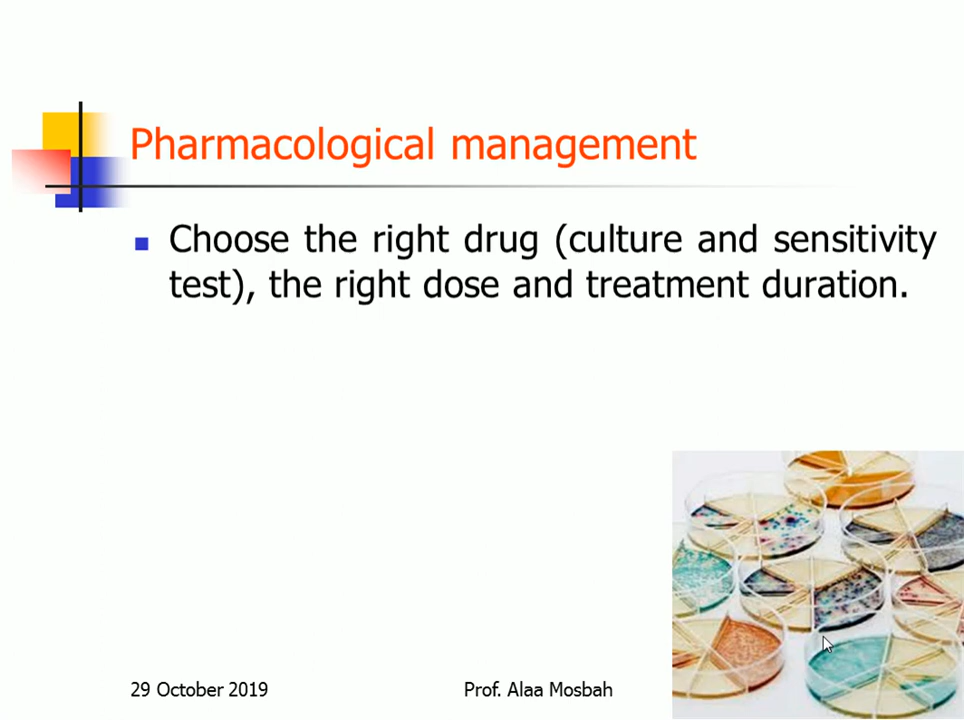 Pharmacological management
Choose the right drug (culture and sensitivity
test), the right dose and treatment duration.
29 October 2019
Prof. Alaa Mosbah